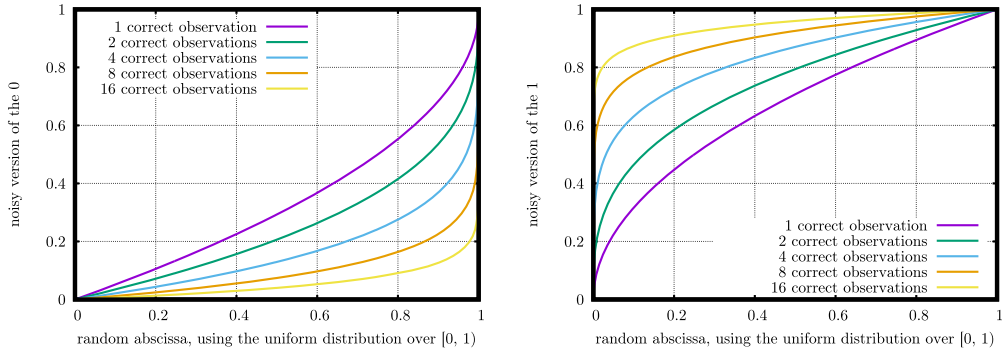 1
0.8
0.6
0.4
0.2
0
0 0.2 0.4 0.6 0.8 1
noisy version of the 0
random abscissa, using the uniform distribution over [0, 1)
1 correct observation
2 correct observations
4 correct observations
8 correct observations
16 correct observations
1
0.8
0.6
0.4
0.2
0
0 0.2 0.4 0.6 0.8 1
noisy version of the 1
random abscissa, using the uniform distribution over [0, 1)
1 correct observation
2 correct observations
4 correct observations
8 correct observations
16 correct observations